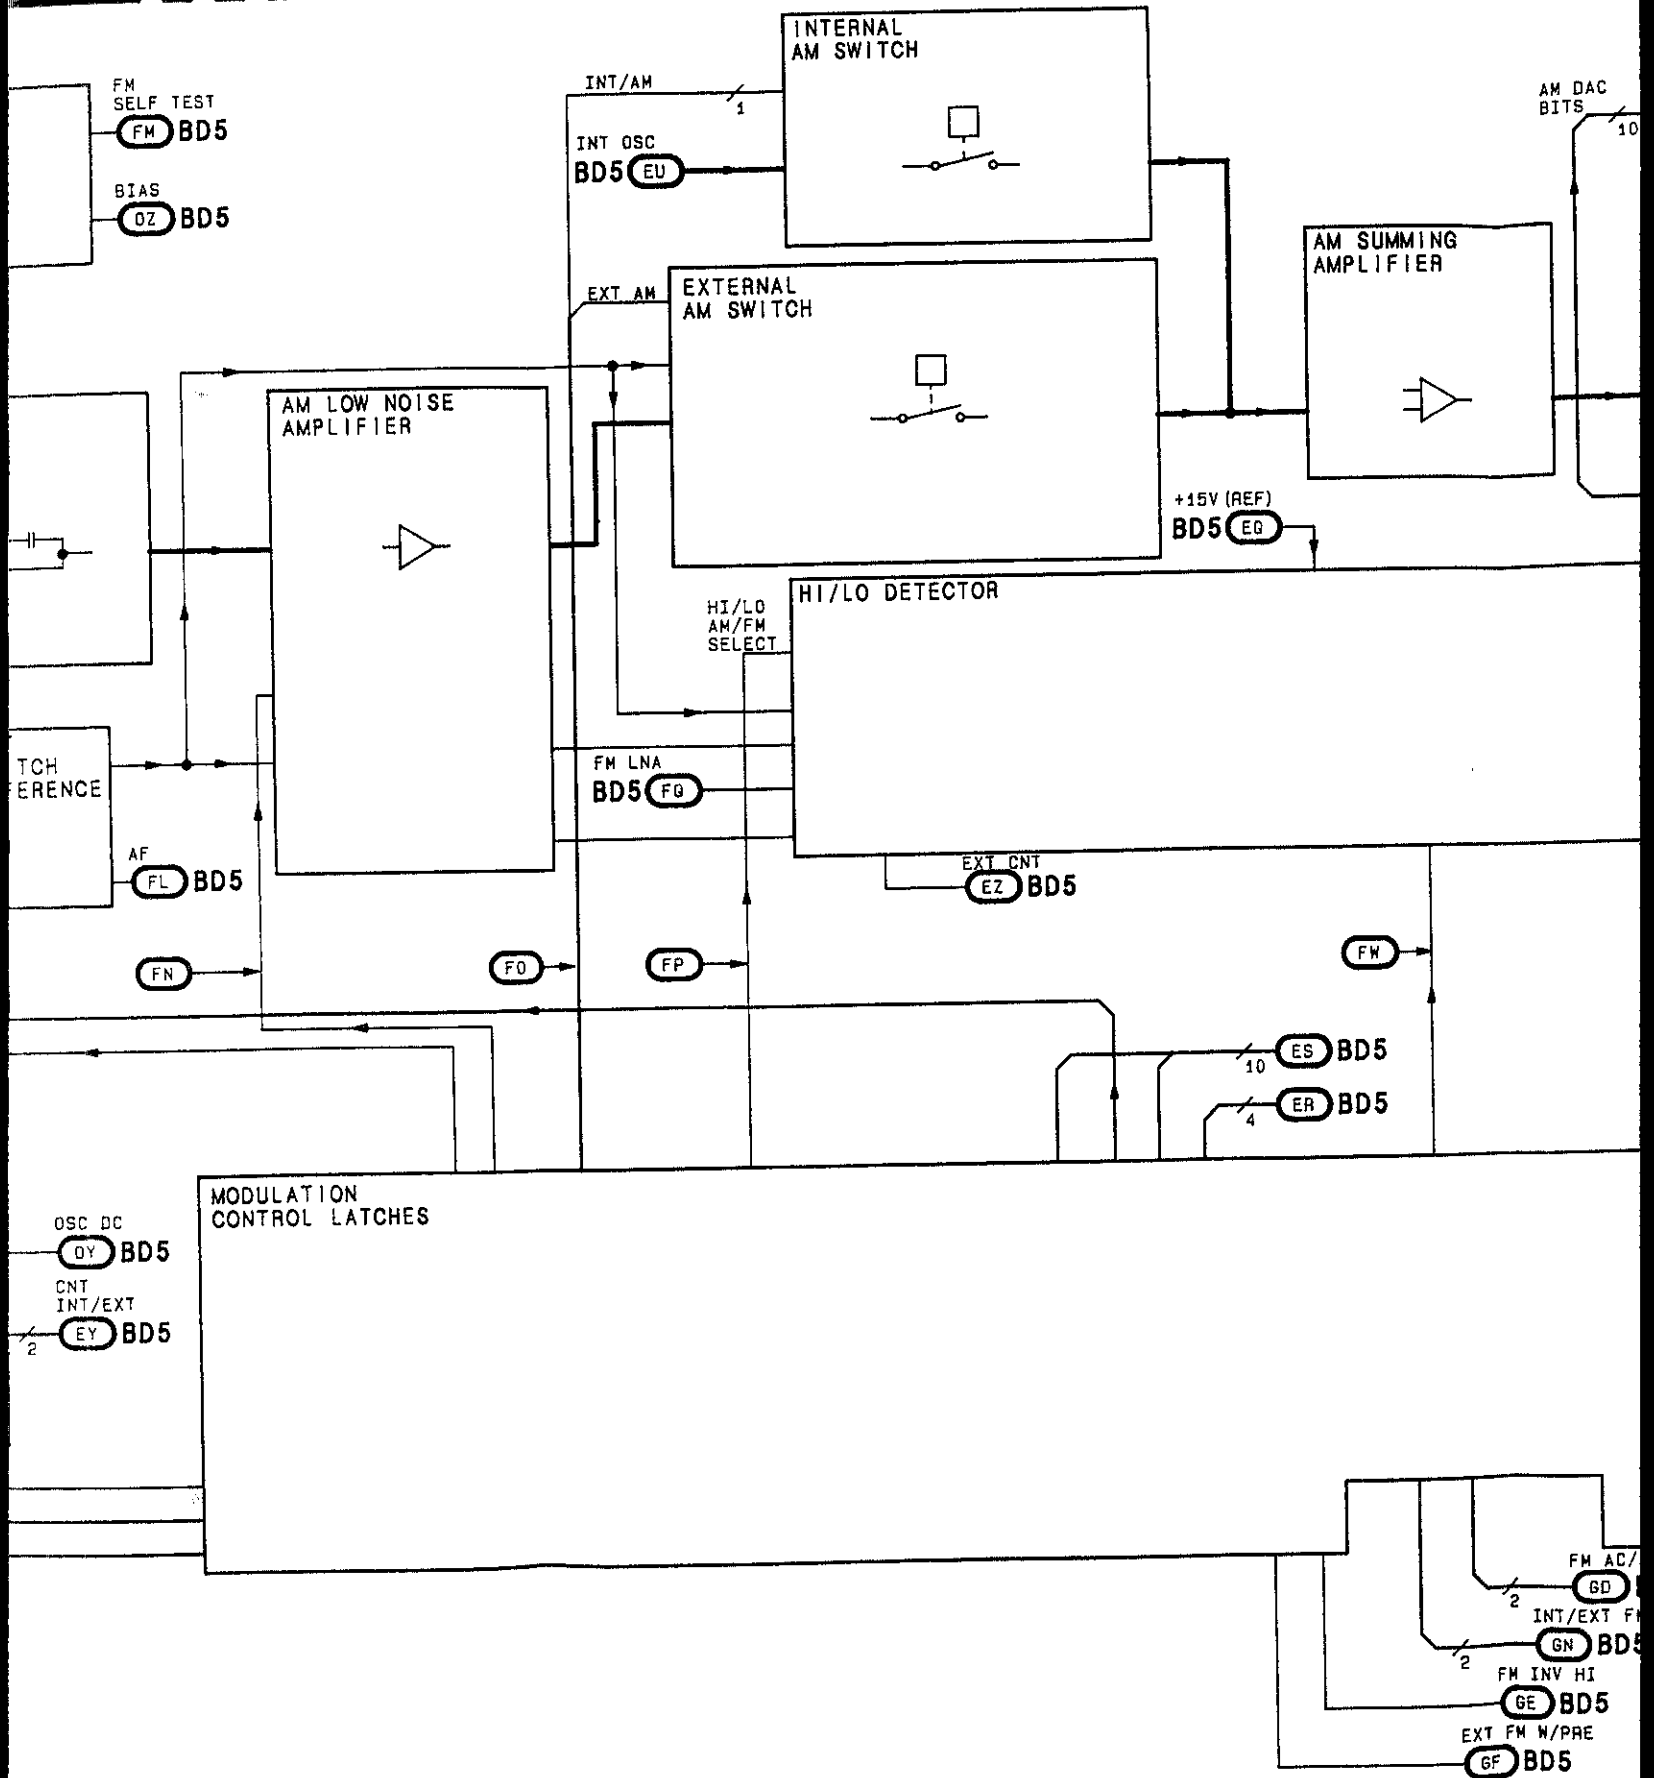 INTERNAL
AM SWITCH
INT/AM
1
FM
SELF TEST
FM BD5
AM DAC
BITS
10
INT OSC
BD5 EU
BIAS
OZ BD5
AM SUMMING
AMPLIFIER
EXT AM
EXTERNAL
AM SWITCH
AM LOW NOISE
AMPLIFIER
+15V (REF)
BD5 EQ
HI/LO DETECTOR
HI/LO
AM/FM
SELECT
TCH
FERENCE
FM LNA
BD5 FQ
AF
FL BD5
EXT CNT
EZ BD5
FN
FO
FP
FW
ES BD5
10
ER BD5
4
MODULATION
CONTROL LATCHES
OSC DC
OY BD5
CNT
INT/EXT
EY BD5
2
FM AC/
GD
2
INT/EXT FM
GN BD5
2
FM INV HI
GE BD5
EXT FM W/PRE
GF BD5